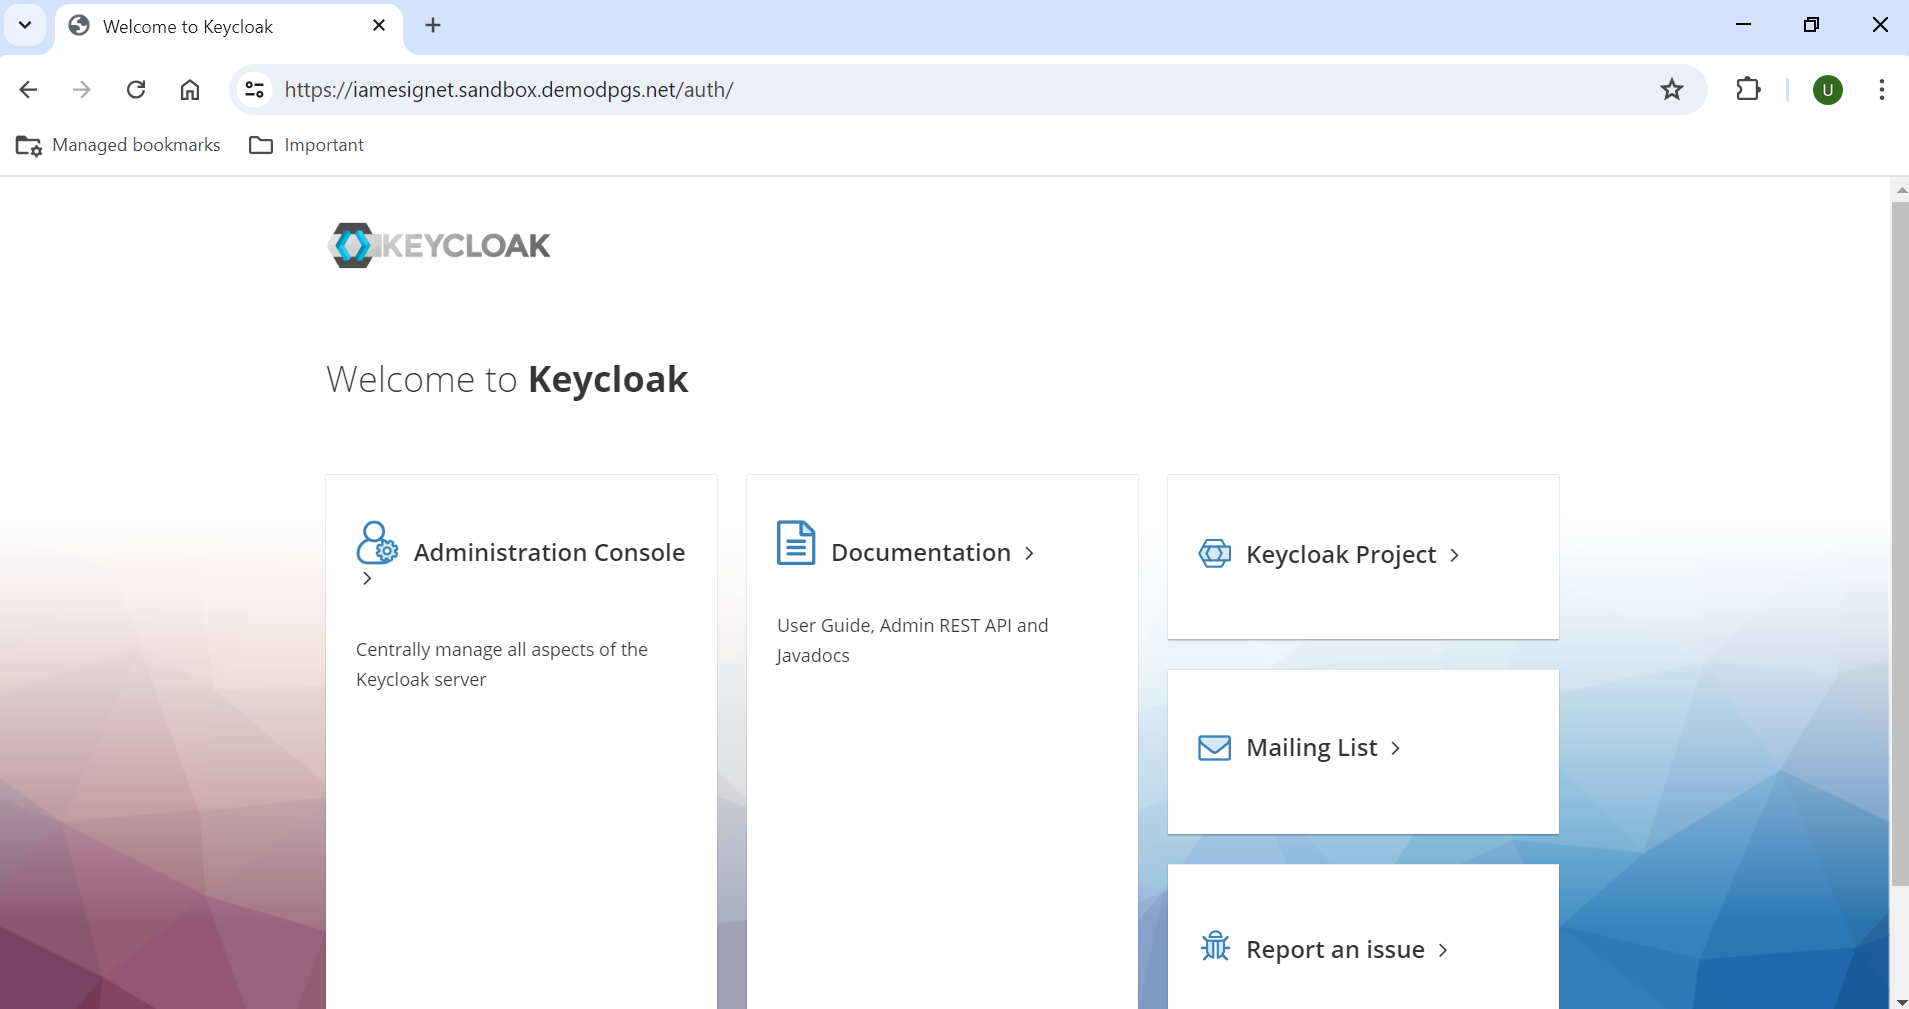 Welcome to Keycloak
https://iamesignet.sandbox.demodpgs.net/auth/
U
Managed bookmarks
Important
KEYCLOAK
Welcome to Keycloak
Administration Console
Centrally manage all aspects of the
Keycloak server
Documentation
User Guide, Admin REST API and
Javadocs
Keycloak Project
Mailing List
Report an issue